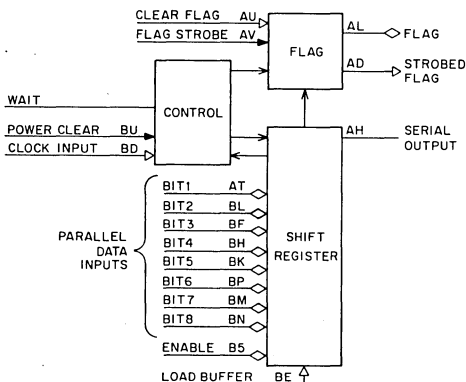 CLEAR FLAG AU
FLAG STROBE AV
FLAG
AL
FLAG
AD
STROBED
FLAG
WAIT
CONTROL
POWER CLEAR BU
CLOCK INPUT BD
AH
SERIAL
OUTPUT
PARALLEL
DATA
INPUTS
BIT1 AT
BIT2 BL
BIT3 BF
BIT4 BH
BIT5 BK
BIT6 BP
BIT7 BM
BIT8 BN
SHIFT
REGISTER
ENABLE B5
LOAD BUFFER BE